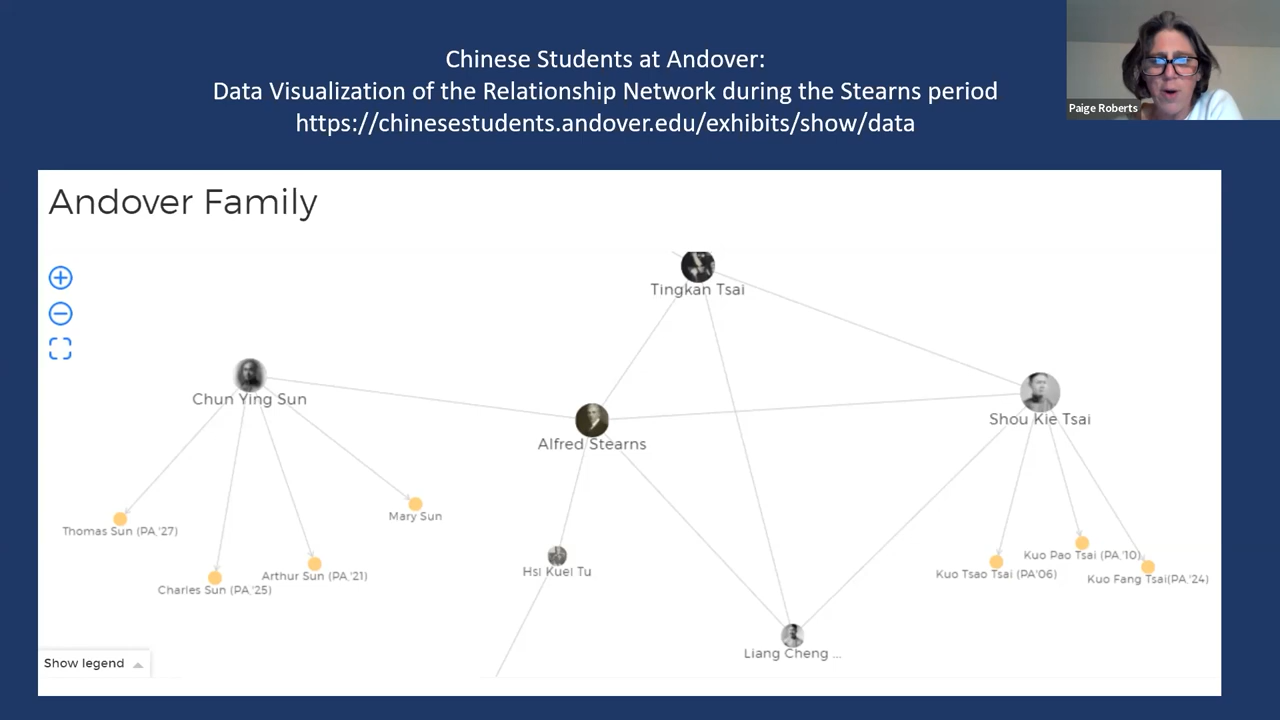 Chinese Students at Andover:
Data Visualization of the Relationship Network during the Stearns period
https://chinesestudents.andover.edu/exhibits/show/data
Paige Roberts
Andover Family
Tingkan Tsai
Chun Ying Sun
Shou Kie Tsai
Alfred Stearns
Mary Sun
Thomas Sun (PA,'27)
Kuo Pao Tsai (PA,'10)
Hsi Kuei Tu
Arthur Sun (PA,'21)
Kuo Tsao Tsai (PA'06)
Kuo Fang Tsai(PA,'24)
Charles Sun (PA,'25)
Liang Cheng ...
Show legend